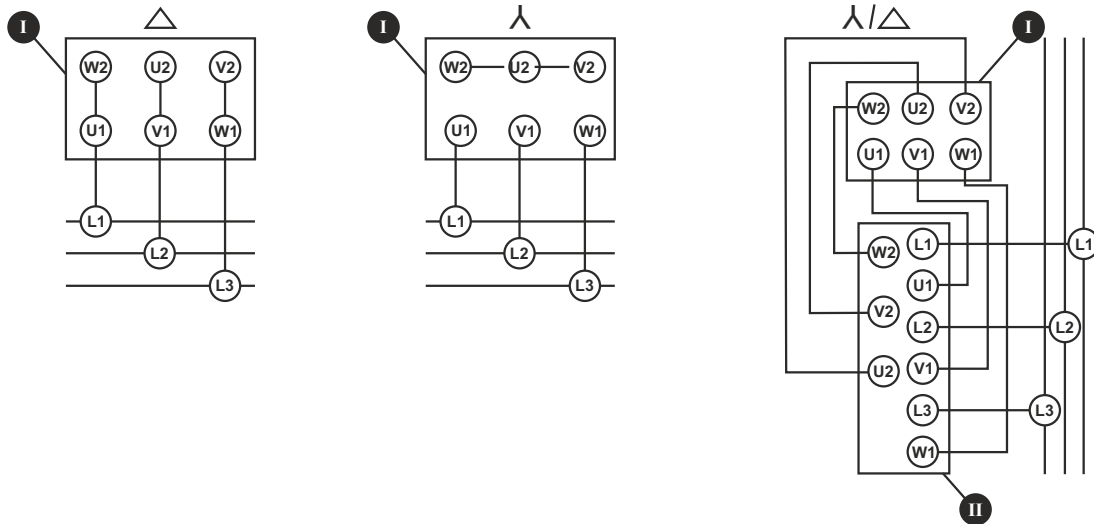 I
W2 U2 V2
U1 V1 W1
L1
L2
L3
I
W2 U2 V2
U1 V1 W1
L1
L2
L3
/
I
W2 U2 V2
U1 V1 W1
W2 L1 L1
U1
V2 L2 L2
U2 V1
L3 L3
W1
II